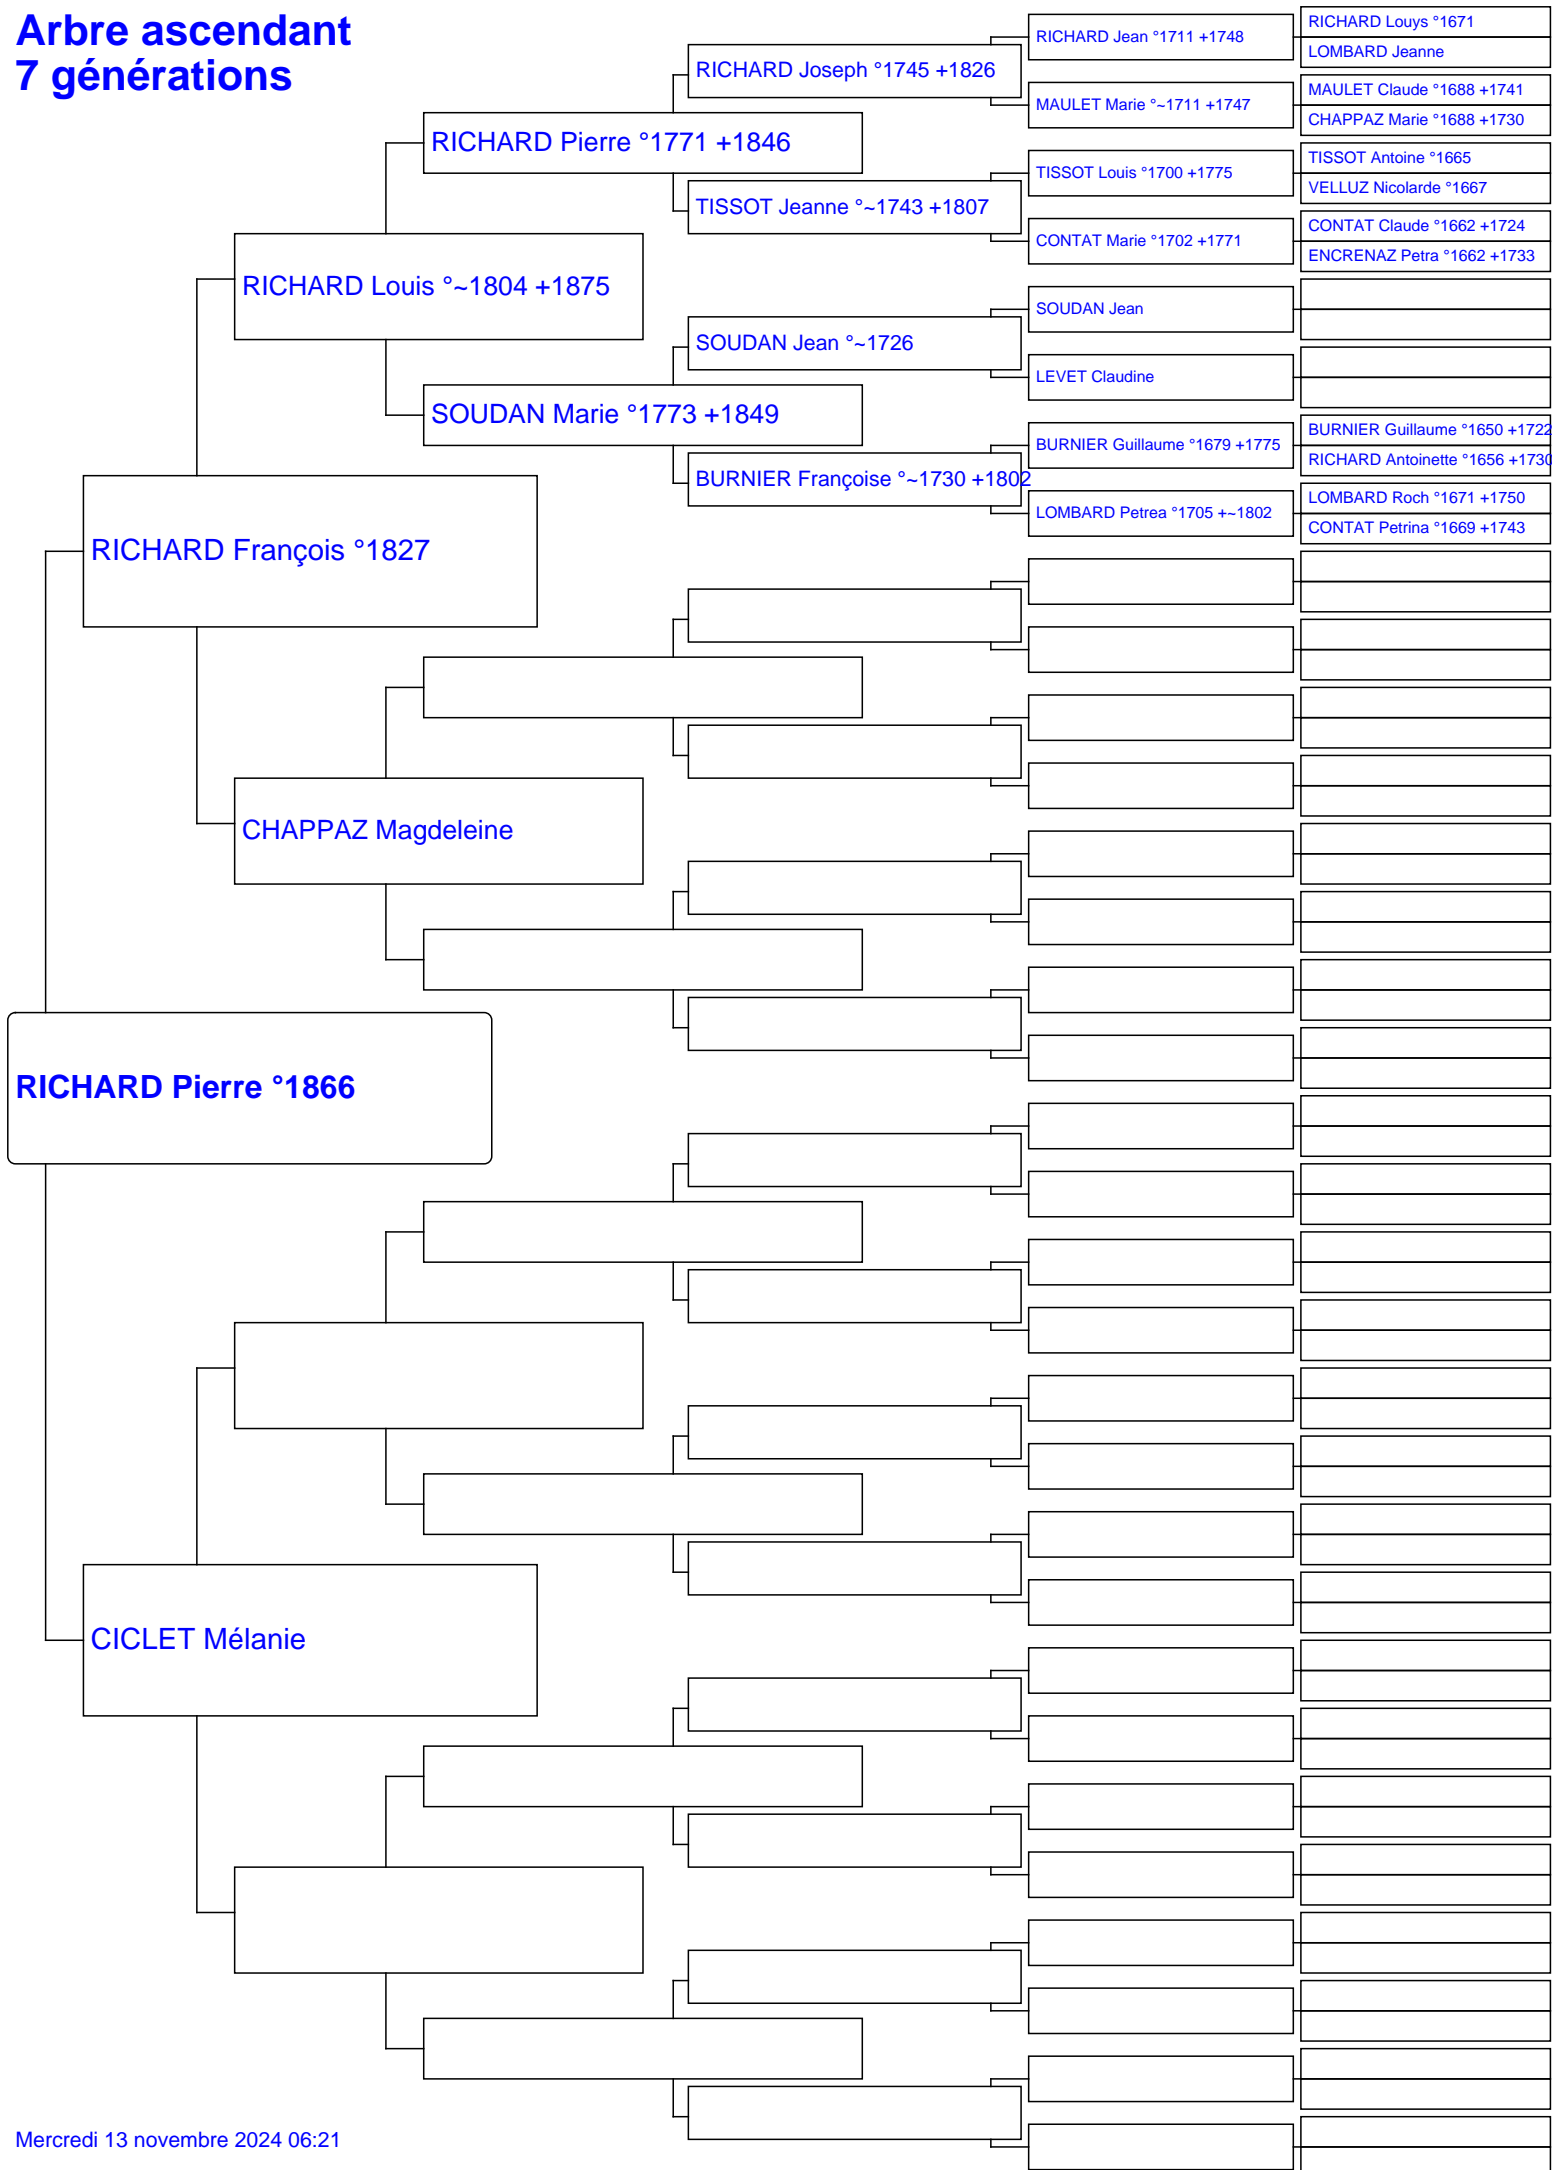 Arbre ascendant
7 générations
RICHARD Pierre °1866
RICHARD François °1827
CICLET Mélanie
RICHARD Louis °~1804 +1875
CHAPPAZ Magdeleine
RICHARD Pierre °1771 +1846
SOUDAN Marie °1773 +1849
RICHARD Joseph °1745 +1826
TISSOT Jeanne °~1743 +1807
SOUDAN Jean °~1726
BURNIER Françoise °~1730 +1802
RICHARD Jean °1711 +1748
MAULET Marie °~1711 +1747
TISSOT Louis °1700 +1775
CONTAT Marie °1702 +1771
SOUDAN Jean
LEVET Claudine
BURNIER Guillaume °1679 +1775
LOMBARD Petrea °1705 +~1802
RICHARD Louys °1671
LOMBARD Jeanne
MAULET Claude °1688 +1741
CHAPPAZ Marie °1688 +1730
TISSOT Antoine °1665
VELLUZ Nicolarde °1667
CONTAT Claude °1662 +1724
ENCRENAZ Petra °1662 +1733
BURNIER Guillaume °1650 +1722
RICHARD Antoinette °1656 +1730
LOMBARD Roch °1671 +1750
CONTAT Petrina °1669 +1743
Mercredi 13 novembre 2024 06:21